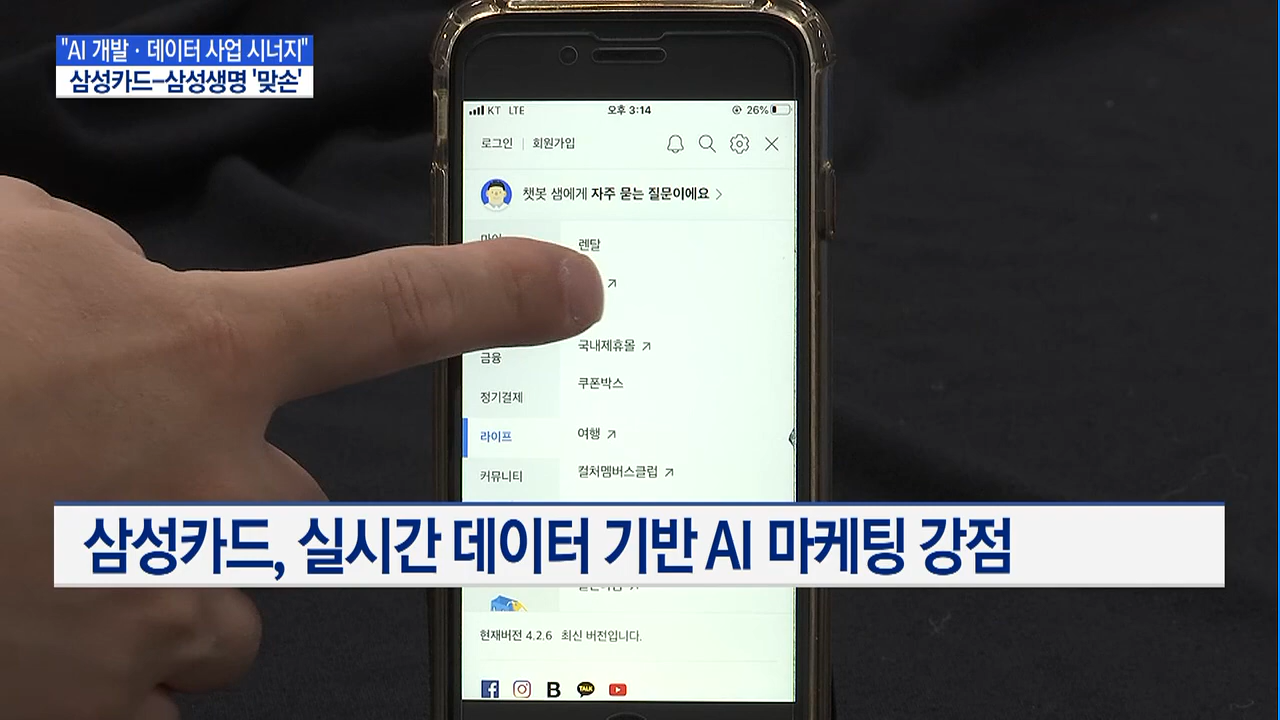 "AI 개발·데이터 사업 시너지"
삼성카드-삼성생명 '맞손'
KT LTE 오후 3:14 26%
로그인 | 회원가입
챗봇 샘에게 자주 묻는 질문이에요
렌탈
국내제휴몰
금융
쿠폰박스
정기결제
여행
라이프
컬처멤버스클럽
커뮤니티
삼성카드, 실시간 데이터 기반 AI 마케팅 강점
현재버전 4.2.6 최신 버전입니다.
B
TALK